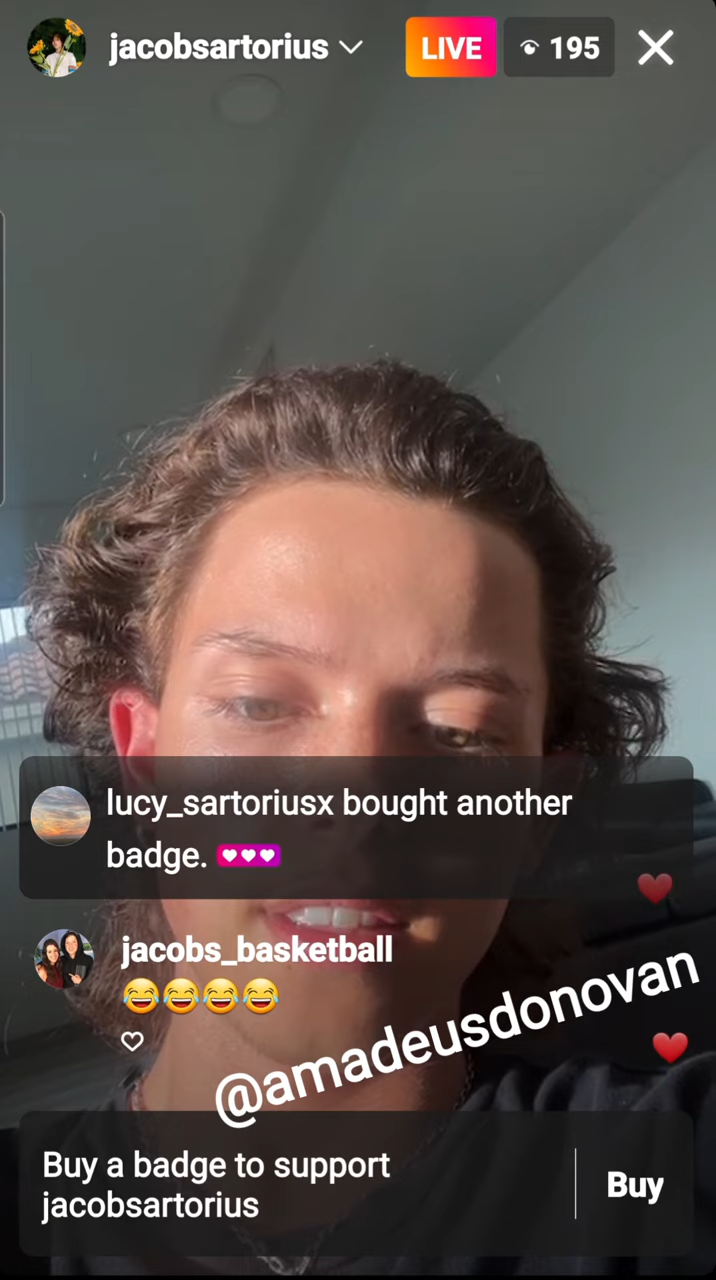 jacobsartorius
LIVE
195
lucy_sartoriusx bought another
badge.
jacobs_basketball
😂😂😂😂
@amadeusdonovan
Buy a badge to support
jacobsartorius
Buy